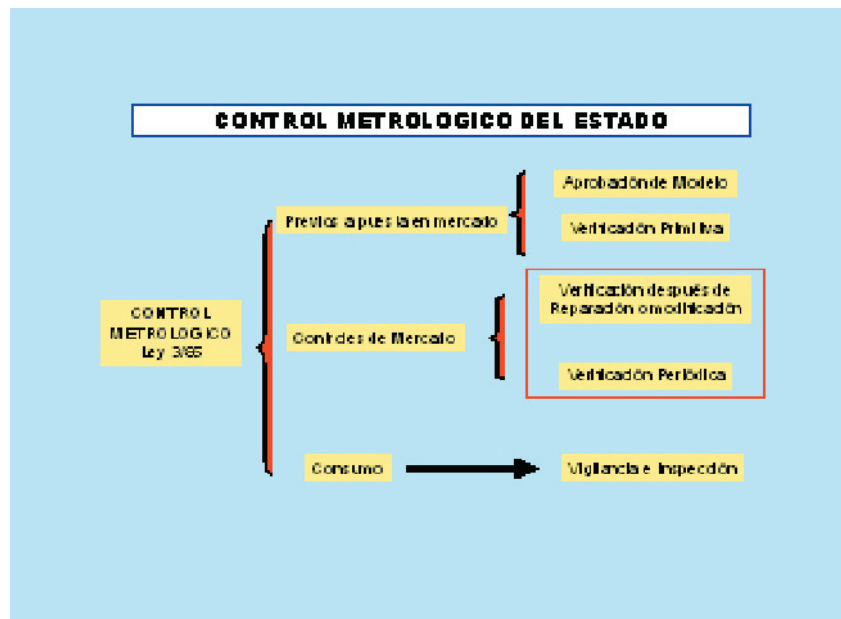 CONTROL METROLOGICO DEL ESTADO
Aprobación de Modelo
Previos a puesta en mercado
Verificación Primitiva
Verificación después de
Reparación o modificación
CONTROL
METROLOGICO
Ley 3/85
Controles de Mercado
Verificación Periódica
Consumo
Vigilancia e Inspección